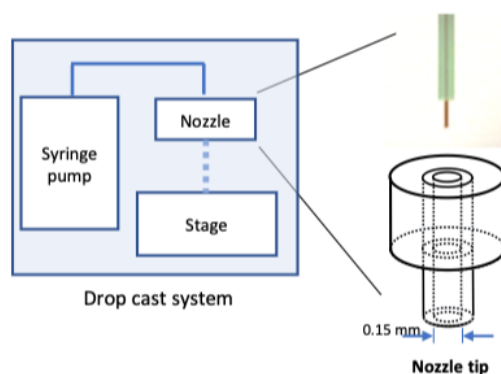 Syringe
pump
Nozzle
Stage
Drop cast system
0.15 mm
Nozzle tip